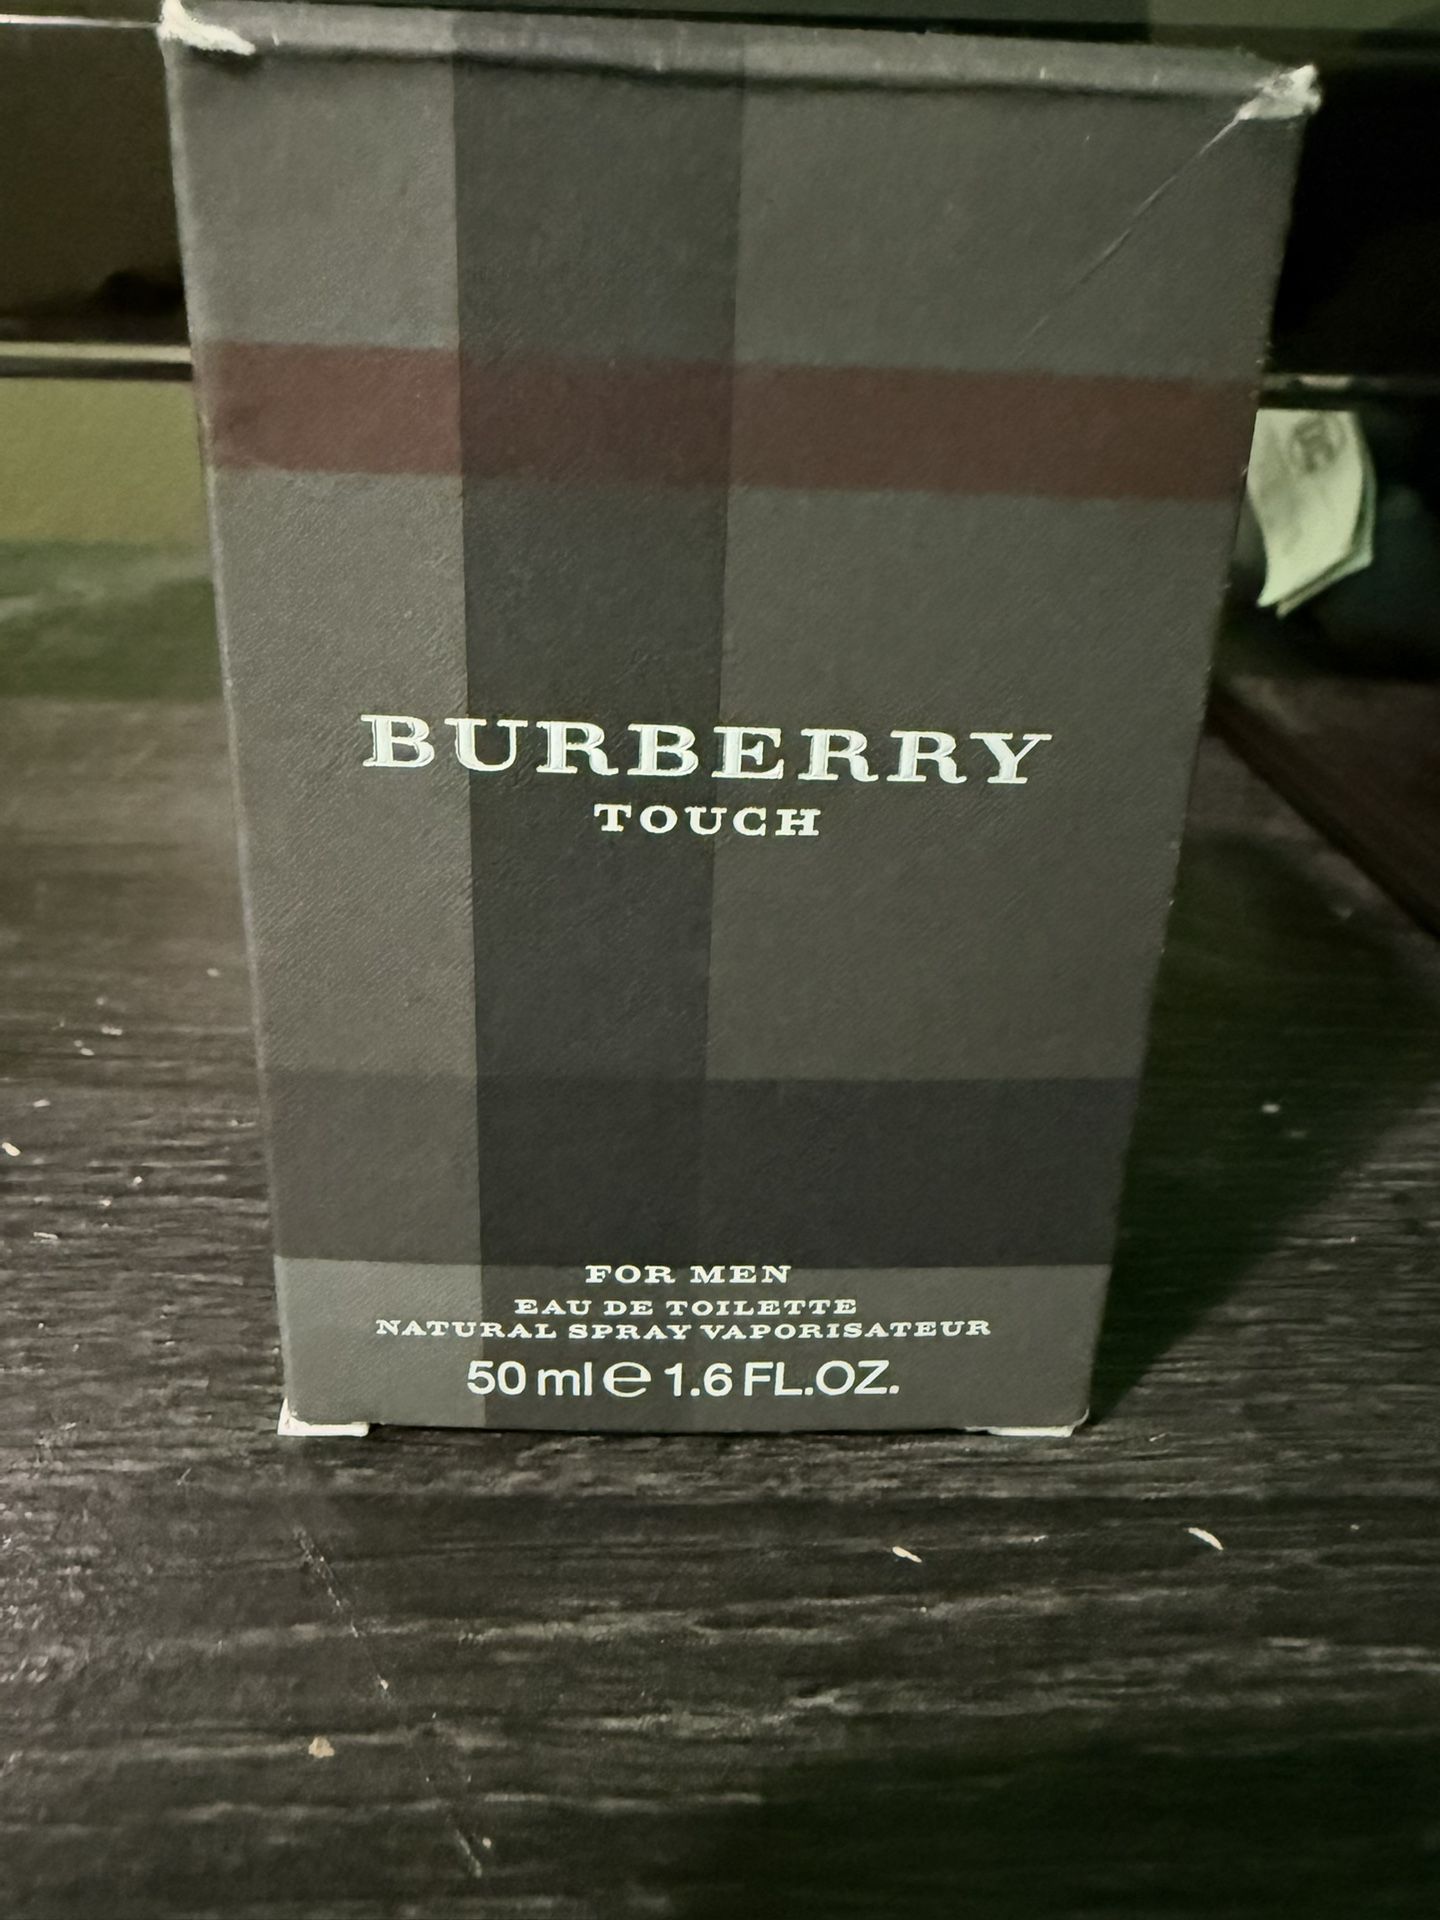 BURBERRY
TOUCH
FOR MEN
EAU DE TOILETTE
NATURAL SPRAY VAPORISATEUR
50 ml e 1.6 FL.OZ.